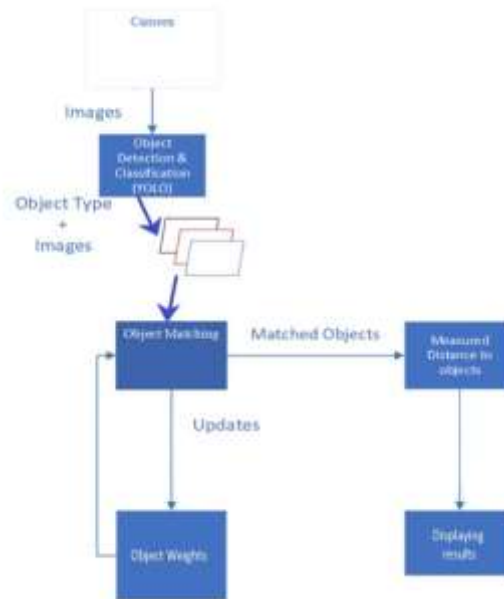 Images
Object
Detection &
Classification
(YOLO)
Object Type
+
Images
Object Matching
Matched Objects
Measured
Distance to
objects
Updates
Object Weights
Displaying
results